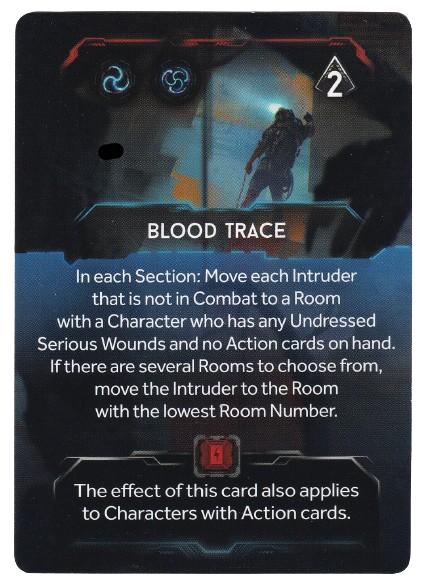 2
BLOOD TRACE
In each Section: Move each Intruder
that is not in Combat to a Room
with a Character who has any Undressed
Serious Wounds and no Action cards on hand.
If there are several Rooms to choose from,
move the Intruder to the Room
with the lowest Room Number.
The effect of this card also applies
to Characters with Action cards.